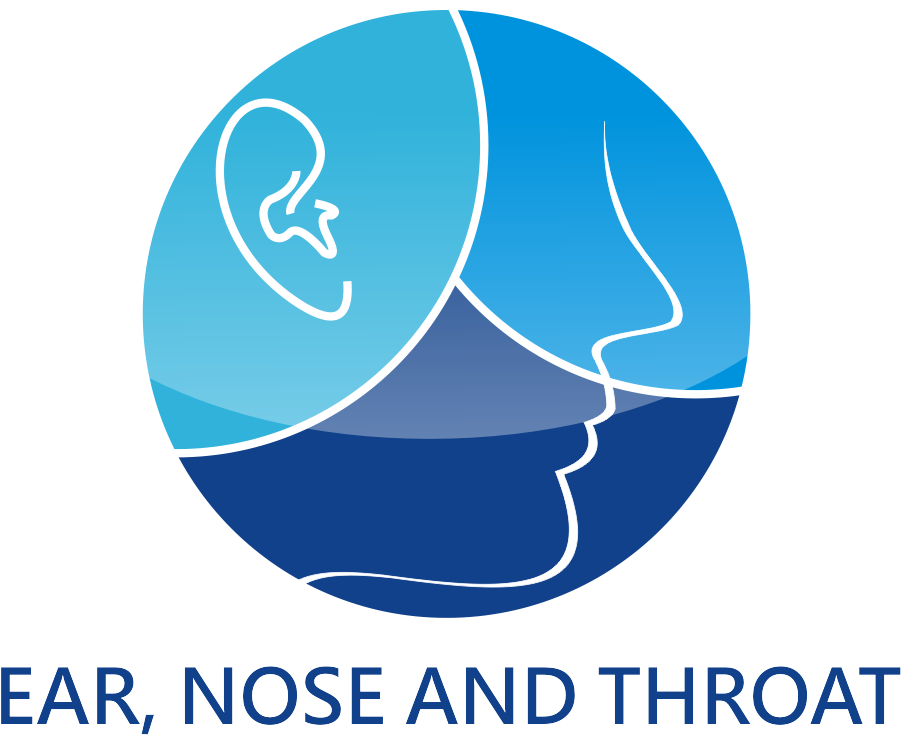 EAR, NOSE AND THROAT